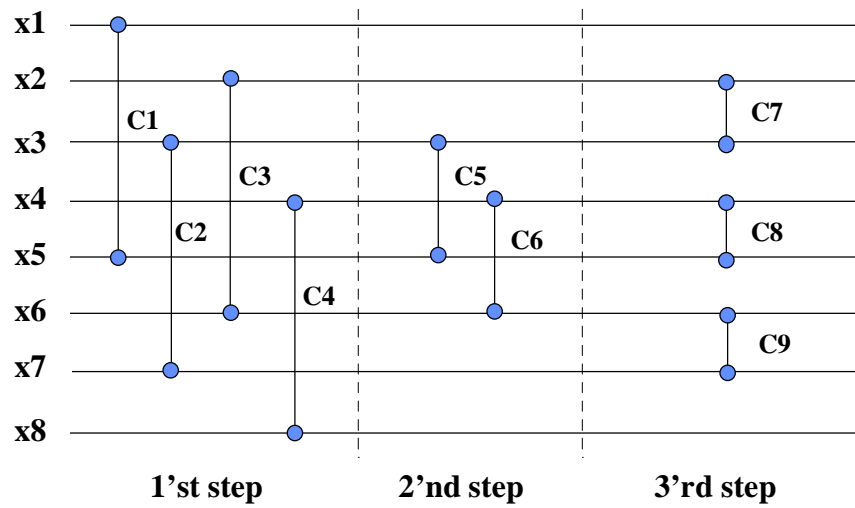 x1
x2
C7
C1
x3
C3
C5
x4
C2
C6
C8
x5
C4
x6
C9
x7
x8
1'st step
2'nd step
3'rd step